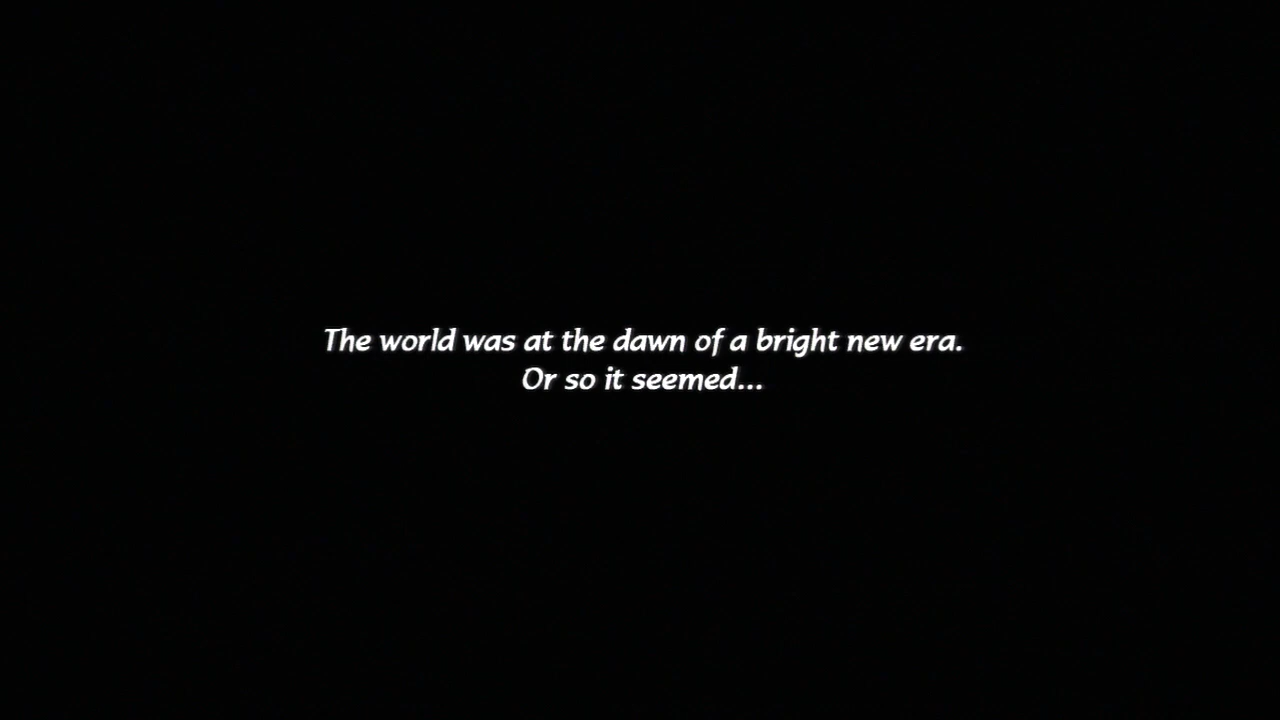 The world was at the dawn of a bright new era.
Or so it seemed...